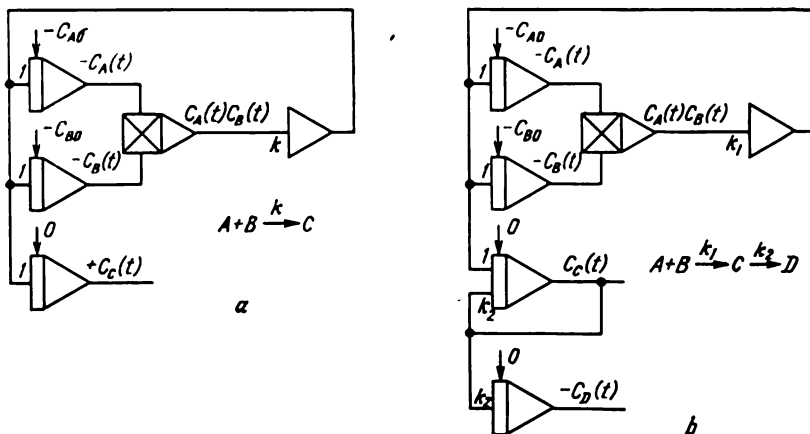 -C_Aб
-C_A(t)
1
C_A(t)C_B(t)
k
-C_B0
-C_B(t)
1
A+B k→ C
0
+C_C(t)
1
a
-C_A0
-C_A(t)
1
C_A(t)C_B(t)
k_1
-C_B0
-C_B(t)
1
0
1
C_C(t)
A+B k_1→ C k_2→ D
k_2
0
k_2
-C_D(t)
b